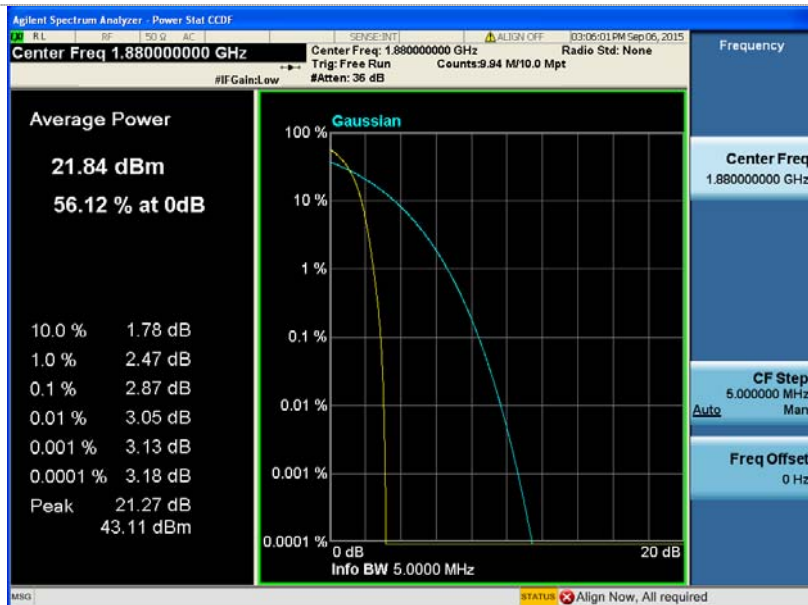 Agilent Spectrum Analyzer - Power Stat CCDF
RL RF 50 Ω AC SENSE:INT ALIGN OFF 03:06:01 PM Sep 06, 2015
Center Freq 1.880000000 GHz
Center Freq: 1.880000000 GHz Radio Std: None
Trig: Free Run Counts:9.94 M/10.0 Mpt
#IFGain:Low #Atten: 36 dB
Frequency
Average Power
21.84 dBm
56.12 % at 0dB
10.0 % 1.78 dB
1.0 % 2.47 dB
0.1 % 2.87 dB
0.01 % 3.05 dB
0.001 % 3.13 dB
0.0001 % 3.18 dB
Peak 21.27 dB
43.11 dBm
Gaussian
100 %
10 %
1 %
0.1 %
0.01 %
0.001 %
0.0001 %
0 dB 20 dB
Info BW 5.0000 MHz
Center Freq
1.880000000 GHz
CF Step
5.000000 MHz
Auto Man
Freq Offset
0 Hz
MSG STATUS Align Now, All required